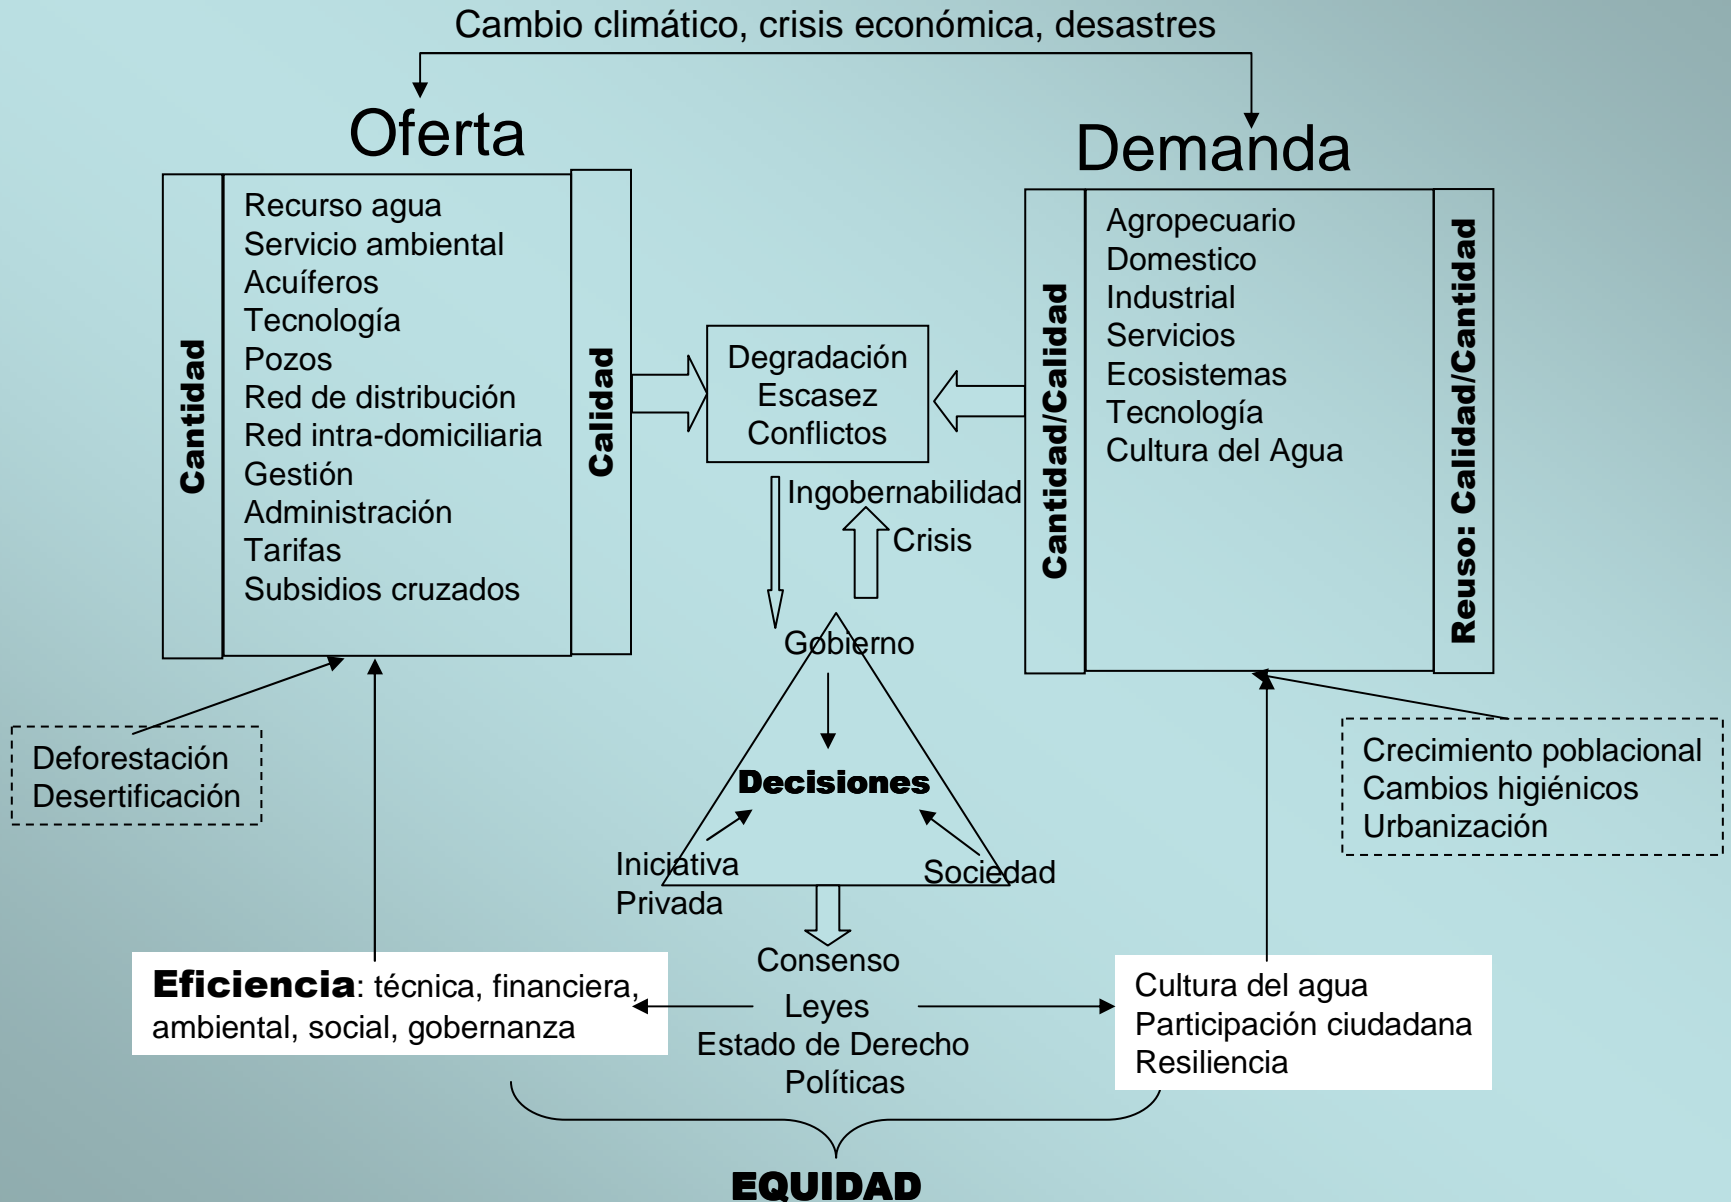 Cambio climático, crisis económica, desastres
Oferta
Cantidad
Recurso agua
Servicio ambiental
Acuíferos
Tecnología
Pozos
Red de distribución
Red intra-domiciliaria
Gestión
Administración
Tarifas
Subsidios cruzados
Calidad
Demanda
Cantidad/Calidad
Agropecuario
Domestico
Industrial
Servicios
Ecosistemas
Tecnología
Cultura del Agua
Reuso: Calidad/Cantidad
Degradación
Escasez
Conflictos
Ingobernabilidad
Crisis
Gobierno
Decisiones
Iniciativa
Privada
Sociedad
Deforestación
Desertificación
Crecimiento poblacional
Cambios higiénicos
Urbanización
Consenso
Leyes
Estado de Derecho
Políticas
Eficiencia: técnica, financiera,
ambiental, social, gobernanza
Cultura del agua
Participación ciudadana
Resiliencia
EQUIDAD